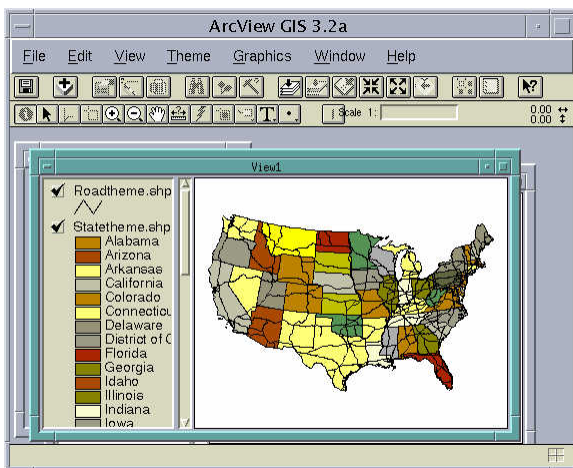 ArcView GIS 3.2a
File Edit View Theme Graphics Window Help
T Scale 1: 0.00
0.00
View1
Roadtheme.shp
Statetheme.shp
Alabama
Arizona
Arkansas
California
Colorado
Connecticu
Delaware
District of C
Florida
Georgia
Idaho
Illinois
Indiana
Iowa